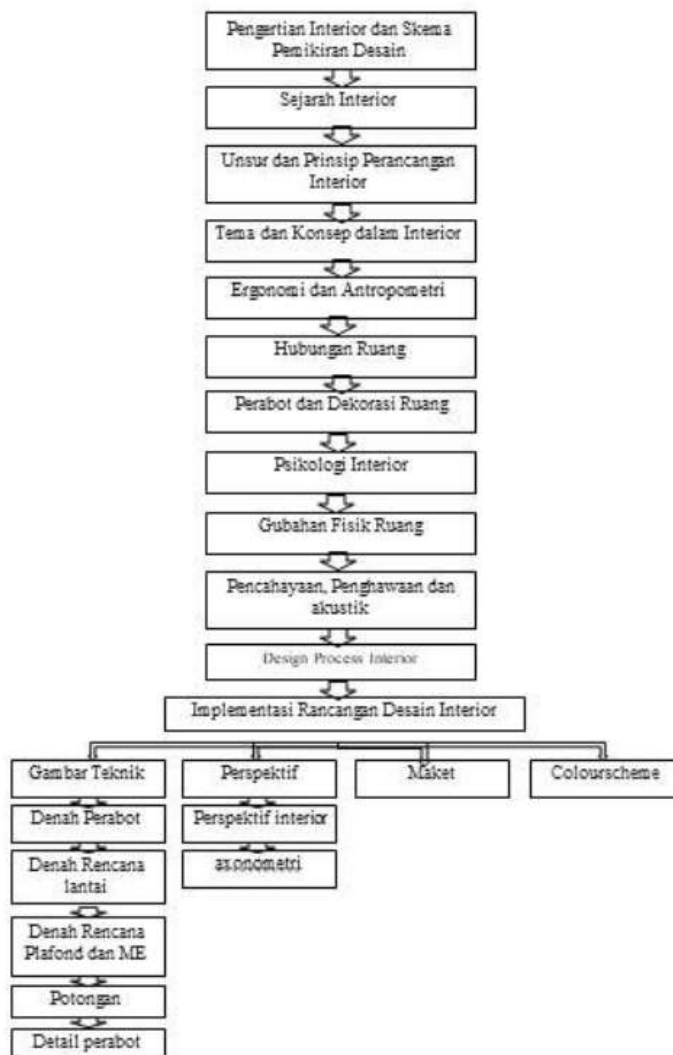 Pengertian Interior dan Skema
Pemikiran Desain
Sejarah Interior
Unsur dan Prinsip Perancangan
Interior
Tema dan Konsep dalam Interior
Ergonomi dan Antropometri
Hubungan Ruang
Perabot dan Dekorasi Ruang
Psikologi Interior
Gubahan Fisik Ruang
Pencahayaan, Penghawaan dan
akustik
Design Process Interior
Implementasi Rancangan Desain Interior
Gambar Teknik
Perspektif
Maket
Colourscheme
Denah Perabot
Perspektif interior
Denah Rencana
lantai
axonometri
Denah Rencana
Plafond dan ME
Potongan
Detail perabot